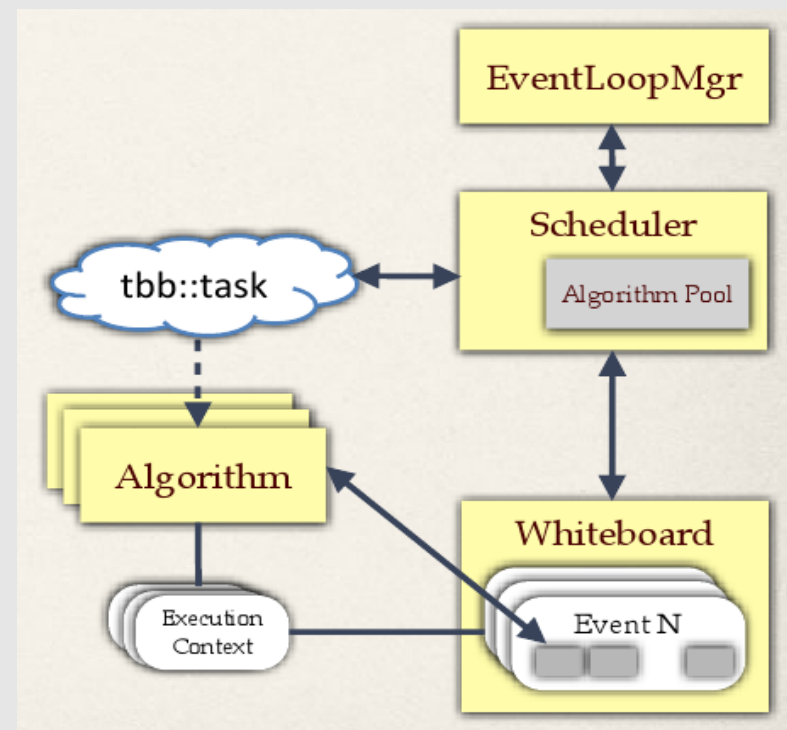 EventLoopMgr
Scheduler
Algorithm Pool
tbb::task
Algorithm
Whiteboard
Execution
Context
Event N